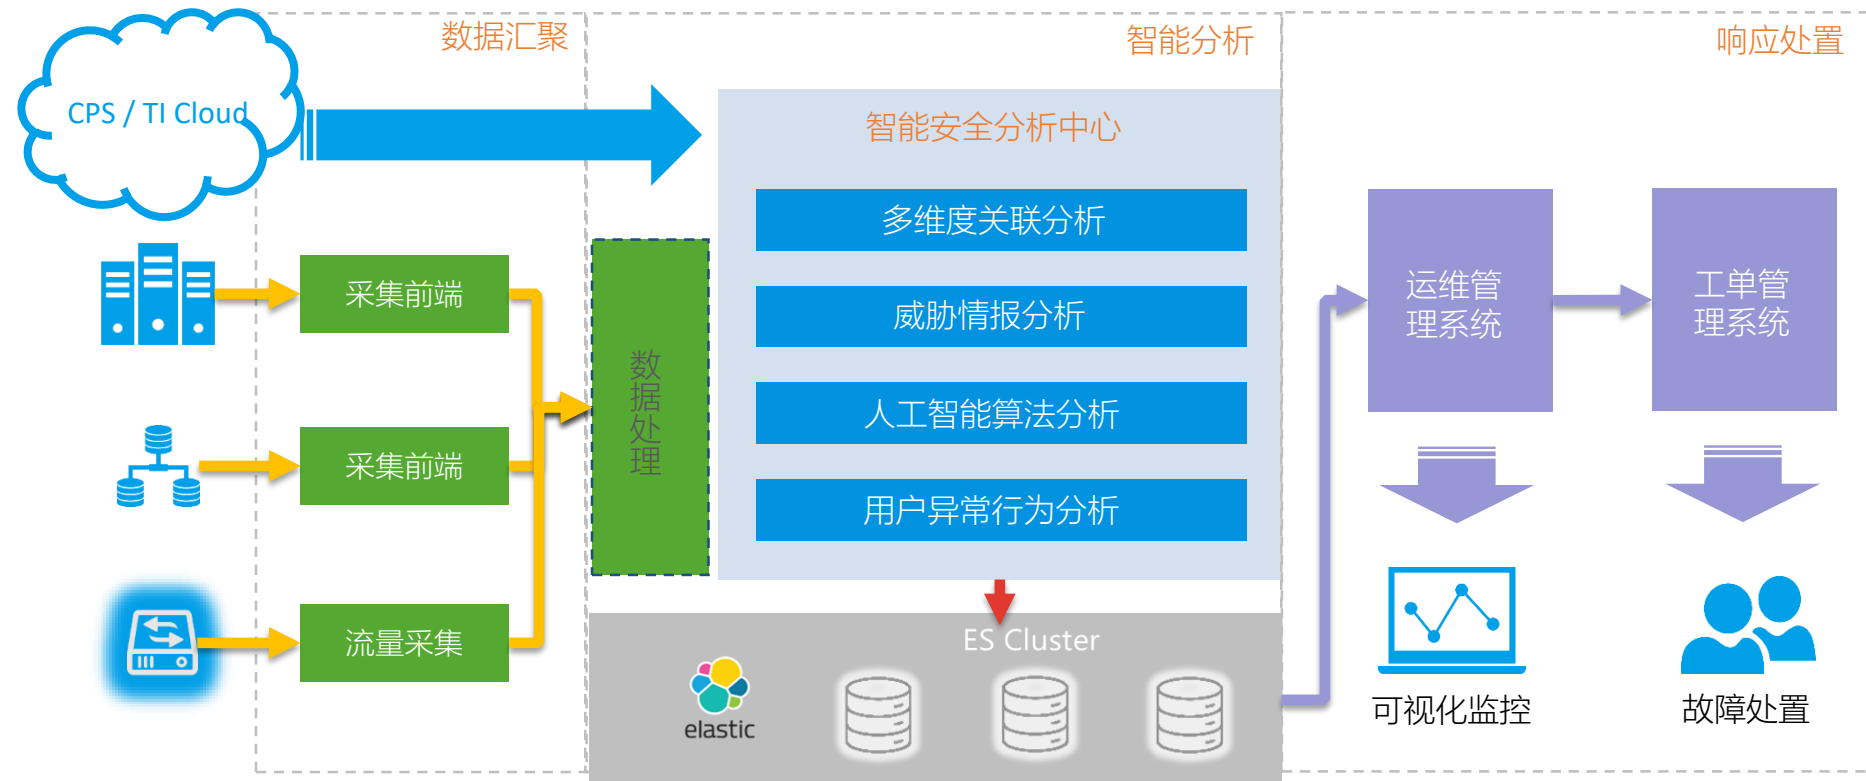 数据汇聚
智能分析
响应处置
CPS / TI Cloud
智能安全分析中心
多维度关联分析
威胁情报分析
人工智能算法分析
用户异常行为分析
采集前端
采集前端
流量采集
数据处理
运维管
理系统
工单管
理系统
ES Cluster
elastic
可视化监控
故障处置